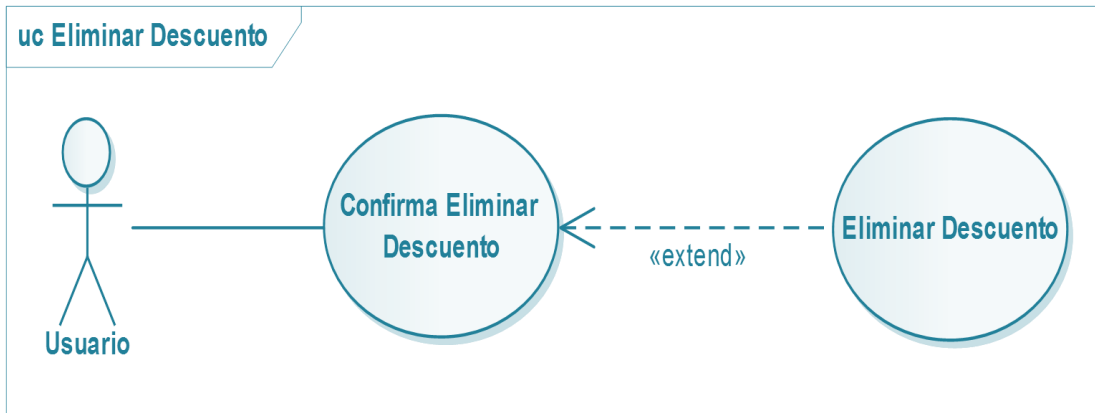 uc Eliminar Descuento
Confirma Eliminar
Descuento
Eliminar Descuento
«extend»
Usuario